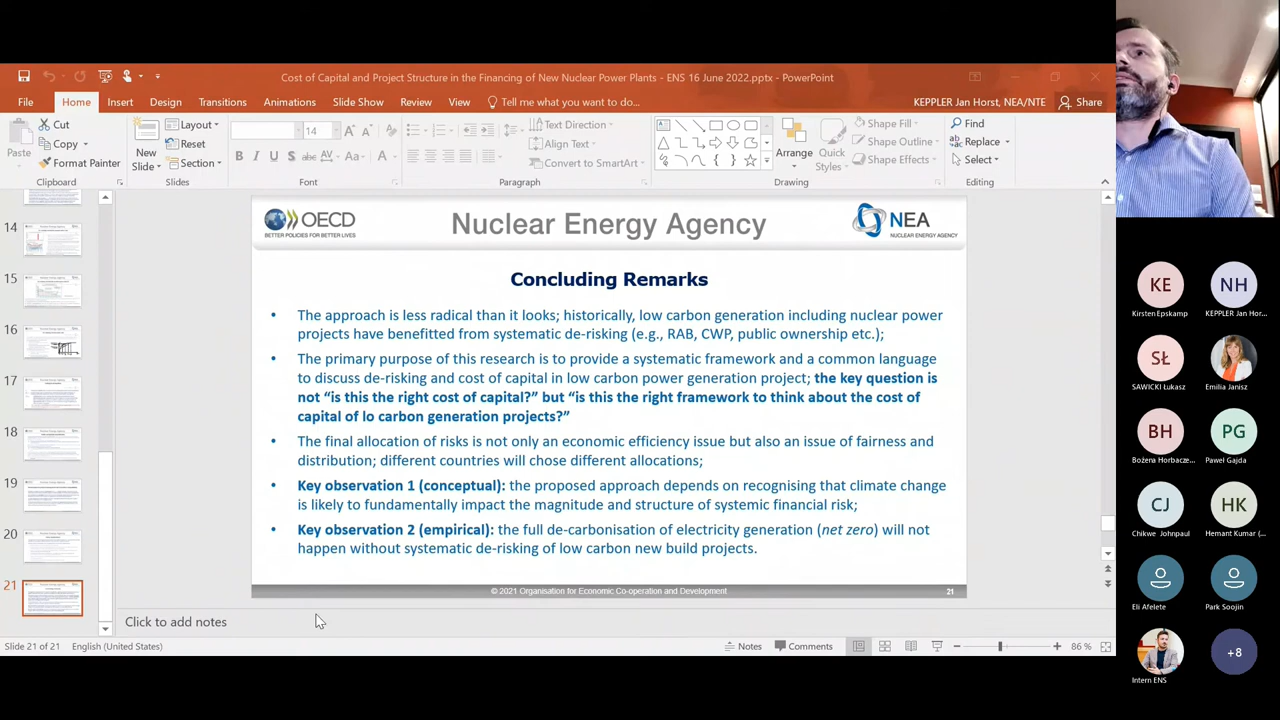 Cost of Capital and Project Structure in the Financing of New Nuclear Power Plants - ENS 16 June 2022.pptx - PowerPoint
File Home Insert Design Transitions Animations Slide Show Review View Tell me what you want to do... KEPPLER Jan Horst, NEA/NTE Share
Paste
Cut
Copy
Format Painter
Clipboard
New Slide
Layout
Reset
Section
Slides
14
Font
Text Direction
Align Text
Convert to SmartArt
Paragraph
Arrange
Quick Styles
Shape Fill
Shape Outline
Shape Effects
Drawing
Find
Replace
Select
Editing
14
15
16
17
18
19
20
21
OECD
BETTER POLICIES FOR BETTER LIVES
Nuclear Energy Agency
NEA
NUCLEAR ENERGY AGENCY
Concluding Remarks
• The approach is less radical than it looks; historically, low carbon generation including nuclear power
projects have benefitted from systematic de-risking (e.g., RAB, CWP, public ownership etc.);
• The primary purpose of this research is to provide a systematic framework and a common language
to discuss de-risking and cost of capital in low carbon power generation project; the key question is
not “is this the right cost of capital?” but “is this the right framework to think about the cost of
capital of lo carbon generation projects?”
• The final allocation of risks is not only an economic efficiency issue but also an issue of fairness and
distribution; different countries will chose different allocations;
• Key observation 1 (conceptual): the proposed approach depends on recognising that climate change
is likely to fundamentally impact the magnitude and structure of systemic financial risk;
• Key observation 2 (empirical): the full de-carbonisation of electricity generation (net zero) will not
happen without systematic de-risking of low carbon new build projects.
© 2021 Organisation for Economic Co-operation and Development
21
Click to add notes
Slide 21 of 21 English (United States) Notes Comments 86 %
KE
Kirsten Epskamp
NH
KEPPLER Jan Hor...
SŁ
SAWICKI Łukasz
Emilia Janisz
BH
Bożena Horbacze...
PG
Paweł Gajda
CJ
Chikwe Johnpaul
HK
Hemant Kumar (...
Eli Afelete
Park Soojin
Intern ENS
+8